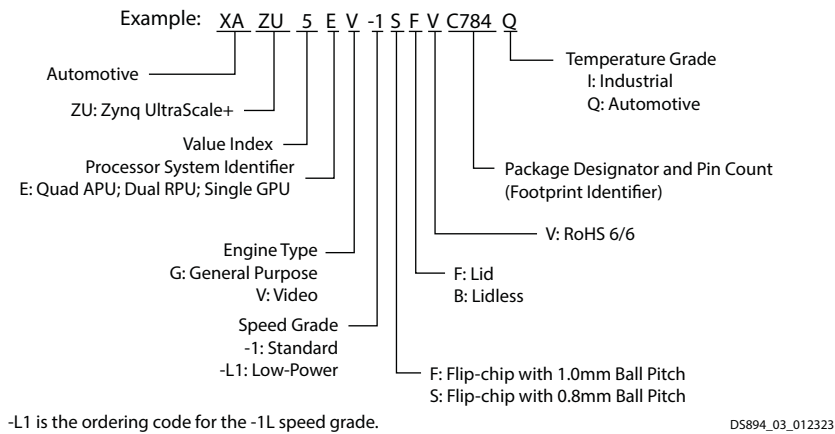 Example: XA ZU 5 E V -1 S F V C784 Q
Automotive
ZU: Zynq UltraScale+
Value Index
Processor System Identifier
E: Quad APU; Dual RPU; Single GPU
Engine Type
G: General Purpose
V: Video
Speed Grade
-1: Standard
-L1: Low-Power
Temperature Grade
I: Industrial
Q: Automotive
Package Designator and Pin Count
(Footprint Identifier)
V: RoHS 6/6
F: Lid
B: Lidless
F: Flip-chip with 1.0mm Ball Pitch
S: Flip-chip with 0.8mm Ball Pitch
-L1 is the ordering code for the -1L speed grade.
DS894_03_012323